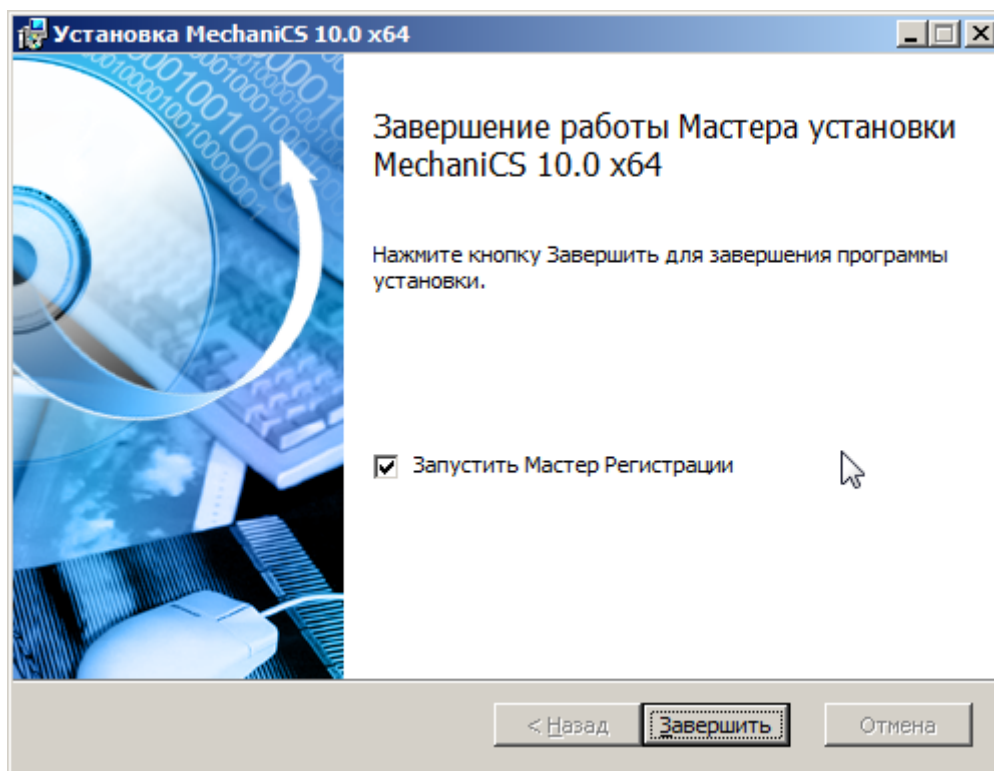 Установка MechaniCS 10.0 x64
Завершение работы Мастера установки
MechaniCS 10.0 x64
Нажмите кнопку Завершить для завершения программы
установки.
Запустить Мастер Регистрации
< Назад
Завершить
Отмена